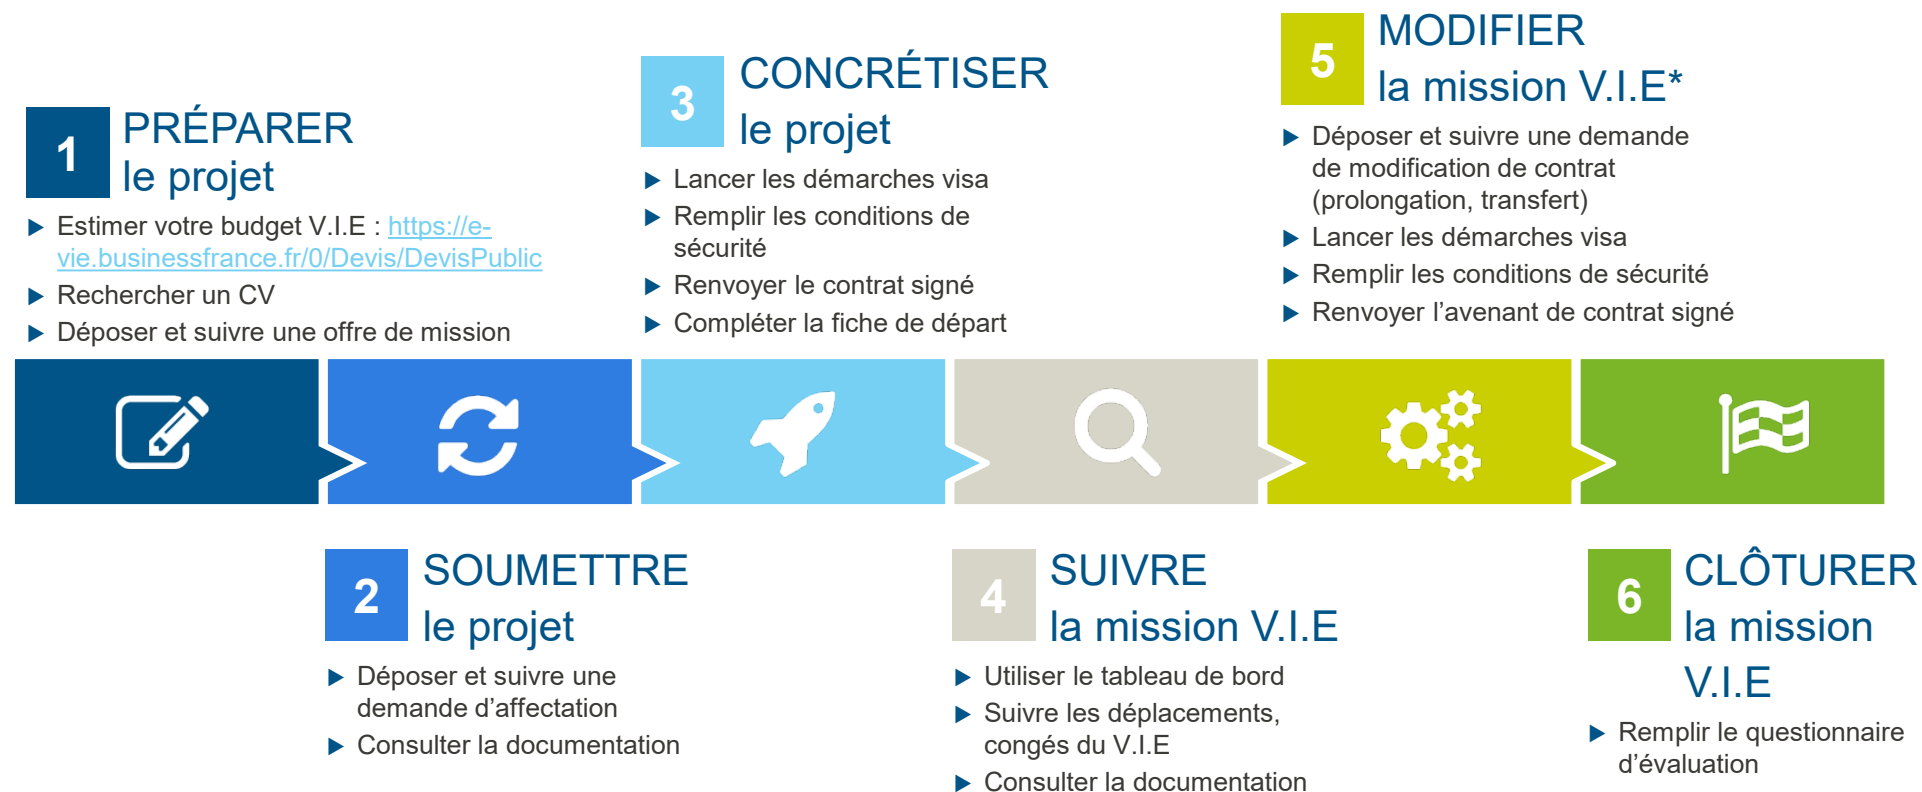 1
PRÉPARER
le projet
Estimer votre budget V.I.E : https://e-
vie.businessfrance.fr/0/Devis/DevisPublic
Rechercher un CV
Déposer et suivre une offre de mission
2
SOUMETTRE
le projet
Déposer et suivre une
demande d’affectation
Consulter la documentation
3
CONCRÉTISER
le projet
Lancer les démarches visa
Remplir les conditions de
sécurité
Renvoyer le contrat signé
Compléter la fiche de départ
4
SUIVRE
la mission V.I.E
Utiliser le tableau de bord
Suivre les déplacements,
congés du V.I.E
Consulter la documentation
5
MODIFIER
la mission V.I.E*
Déposer et suivre une demande
de modification de contrat
(prolongation, transfert)
Lancer les démarches visa
Remplir les conditions de sécurité
Renvoyer l’avenant de contrat signé
6
CLÔTURER
la mission
V.I.E
Remplir le questionnaire
d’évaluation